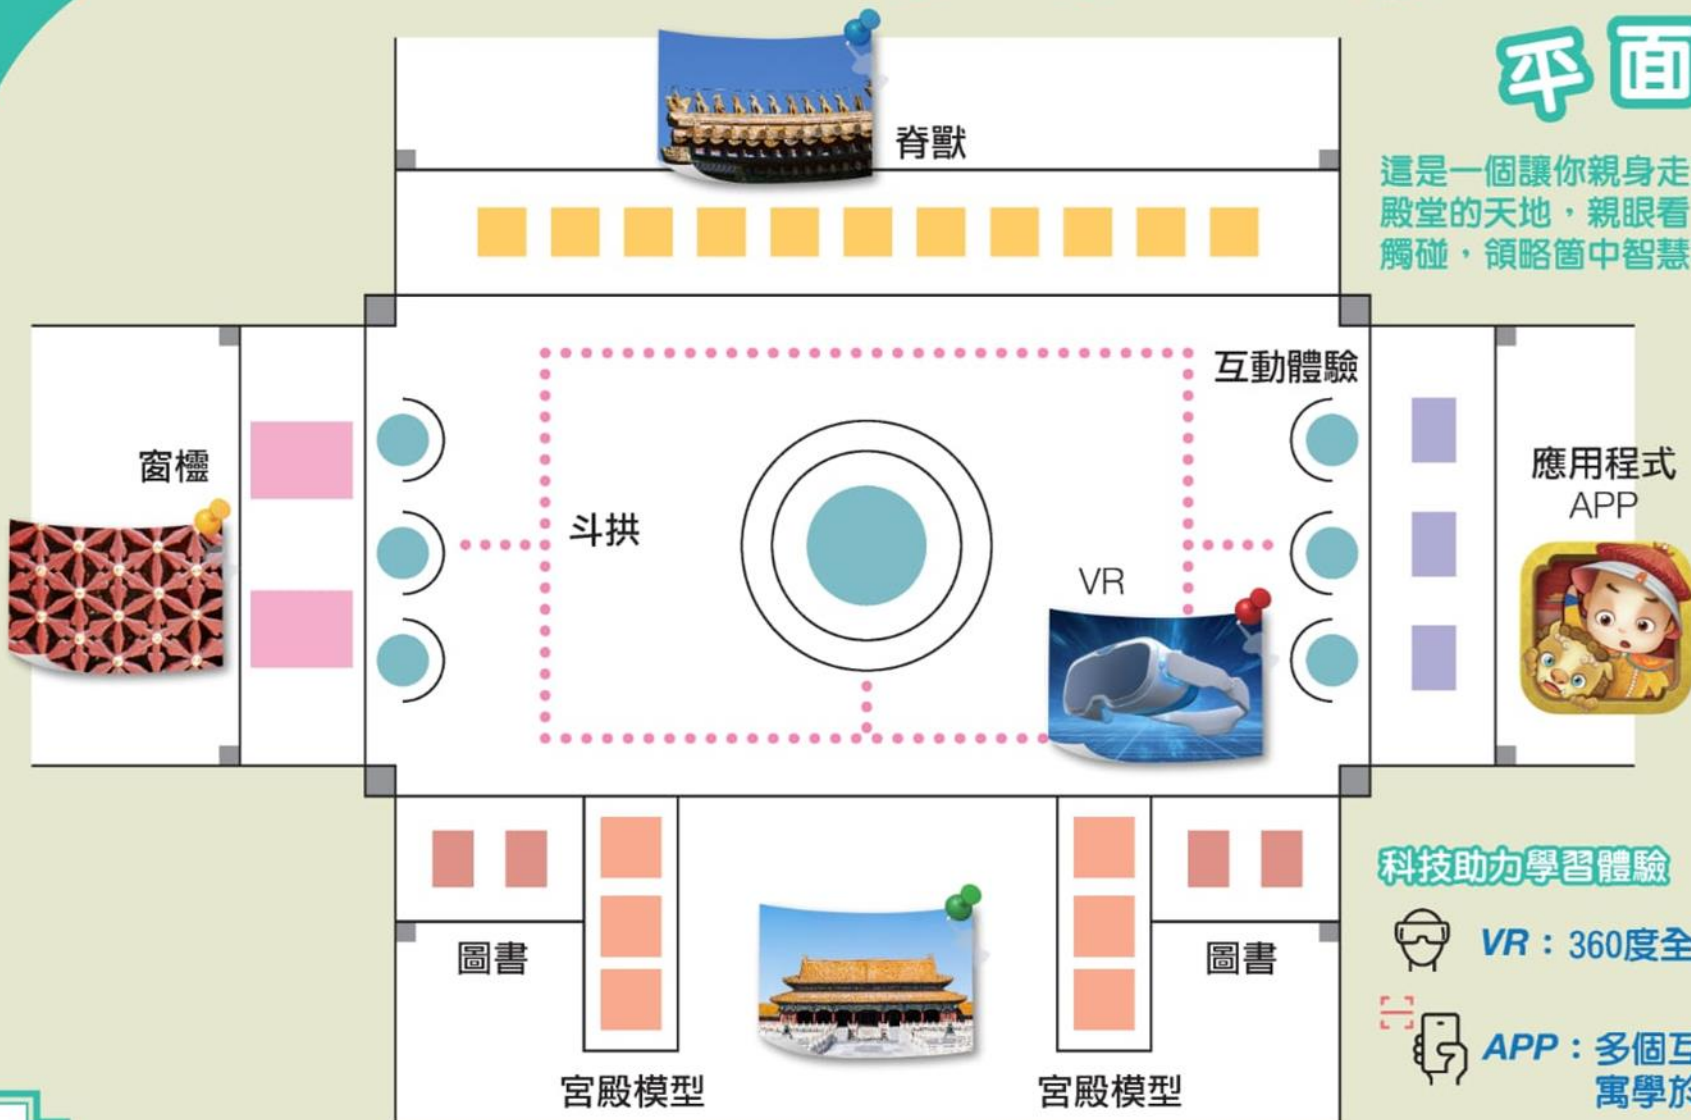 平面
這是一個讓你親身走
殿堂的天地，親眼看
觸碰，領略箇中智慧
脊獸
互動體驗
窗櫺
斗拱
應用程式
APP
VR
科技助力學習體驗
VR：360度全
APP：多個互
寓學於
圖書
圖書
宮殿模型
宮殿模型